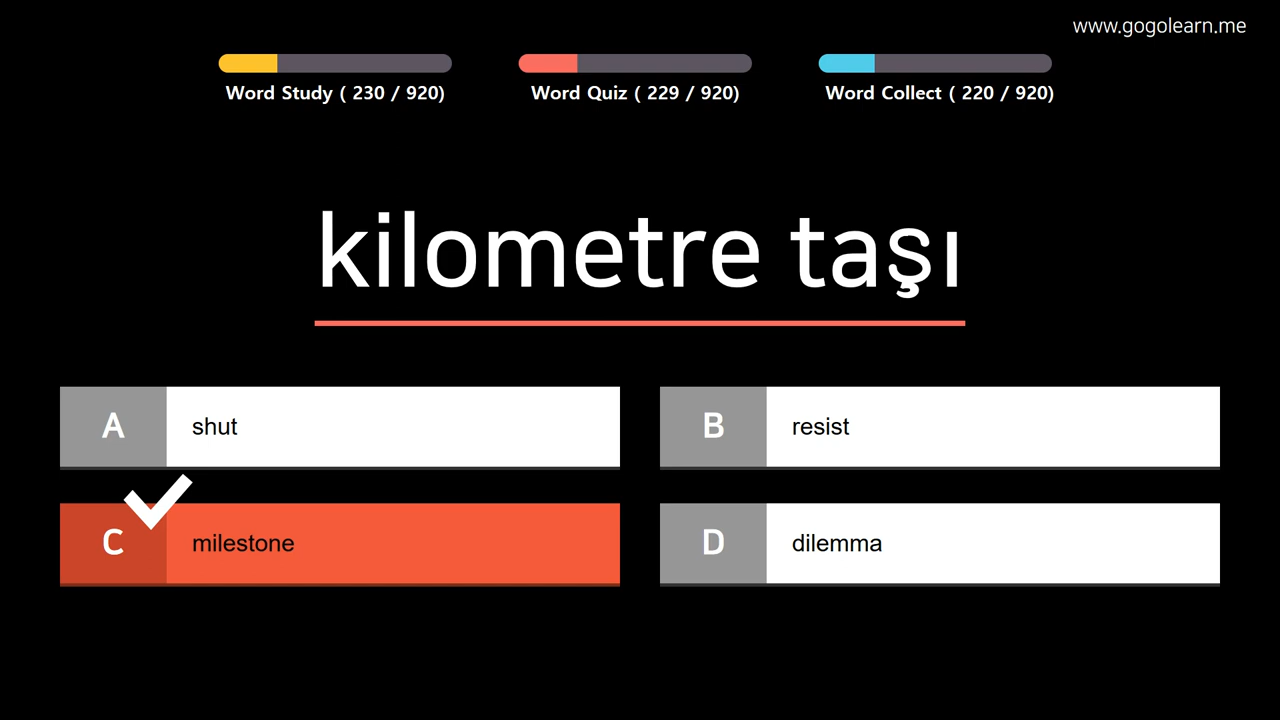 www.gogolearn.me
Word Study ( 230 / 920)
Word Quiz ( 229 / 920)
Word Collect ( 220 / 920)
kilometre taşı
A shut
B resist
C milestone
D dilemma